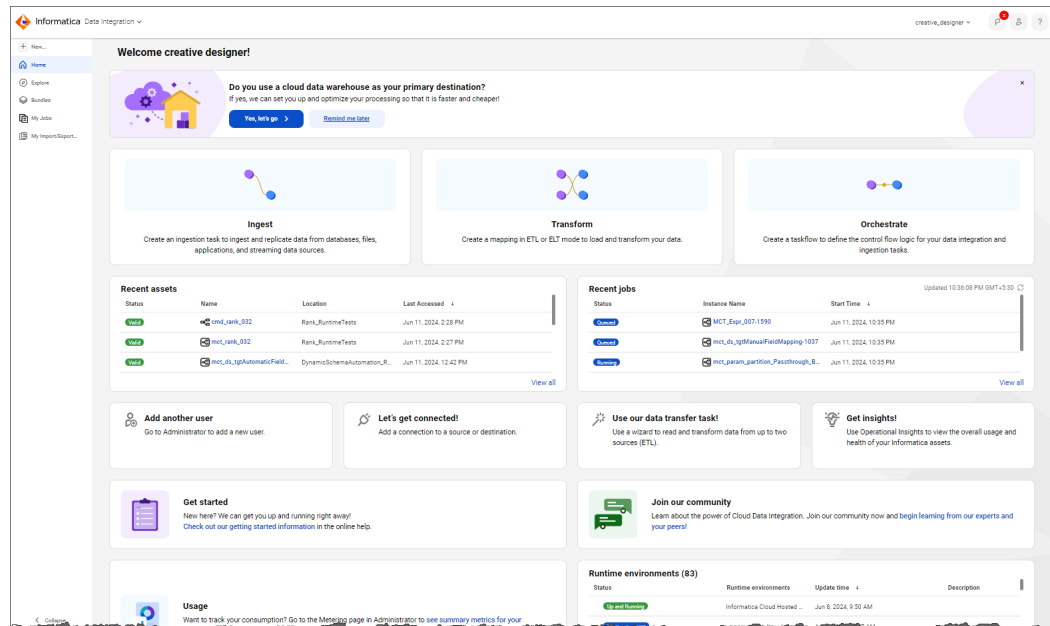 Informatica Data Integration
creative_designer
?
New...
Home
Explore
Bundles
My Jobs
My Import/Export...
Collapse
Welcome creative designer!
Do you use a cloud data warehouse as your primary destination?
If yes, we can set you up and optimize your processing so that it is faster and cheaper!
Yes, let's go
Remind me later
Ingest
Create an ingestion task to ingest and replicate data from databases, files,
applications, and streaming data sources.
Transform
Create a mapping in ETL or ELT mode to load and transform your data.
Orchestrate
Create a taskflow to define the control flow logic for your data integration and
ingestion tasks.
Recent assets
Status Name Location Last Accessed
Valid cmd_rank_032 Rank_RuntimeTests Jun 11, 2024, 2:28 PM
Valid mct_rank_032 Rank_RuntimeTests Jun 11, 2024, 2:27 PM
Valid mct_ds_tgtAutomaticField... DynamicSchemaAutomation_R... Jun 11, 2024, 12:42 PM
View all
Recent jobs Updated 10:36:08 PM GMT+5:30
Status Instance Name Start Time
Queued MCT_Expr_007-1590 Jun 11, 2024, 10:35 PM
Queued mct_ds_tgtManualFieldMapping-1037 Jun 11, 2024, 10:35 PM
Running mct_param_partition_Passthrough_B... Jun 11, 2024, 10:35 PM
View all
Add another user
Go to Administrator to add a new user.
Let's get connected!
Add a connection to a source or destination.
Use our data transfer task!
Use a wizard to read and transform data from up to two
sources (ETL).
Get insights!
Use Operational Insights to view the overall usage and
health of your Informatica assets.
Get started
New here? We can get you up and running right away!
Check out our getting started information in the online help.
Join our community
Learn about the power of Cloud Data Integration. Join our community now and begin learning from our experts and
your peers!
Usage
Want to track your consumption? Go to the Metering page in Administrator to see summary metrics for your
Runtime environments (83)
Status Runtime environments Update time Description
Up and Running Informatica Cloud Hosted ... Jun 8, 2024, 9:50 AM